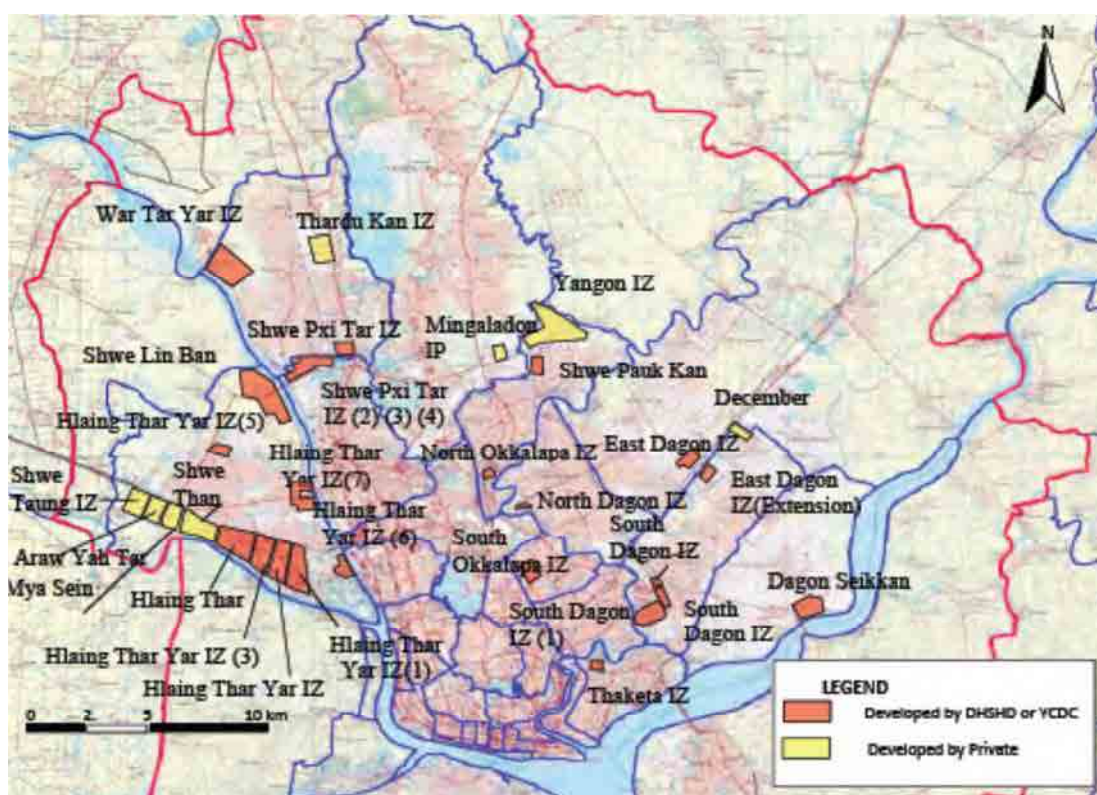 N
War Tar Yar IZ
Thardu Kan IZ
Yangon IZ
Shwe Pxi Tar IZ
Mingaladon
IP
Shwe Lin Ban
Shwe Pauk Kan
Shwe Pxi Tar
IZ (2) (3) (4)
December
Hlaing Thar Yar IZ(5)
East Dagon IZ
North Okkalapa IZ
Hlaing Thar
Yar IZ(7)
Shwe
Than
Shwe
Taung IZ
East Dagon
IZ(Extension)
North Dagon IZ
Hlaing Thar
Yar IZ (6)
South
Dagon IZ
South
Okkalapa IZ
Araw Yah Tar
Mya Sein
Dagon Seikkan
Hlaing Thar
South Dagon
IZ (1)
South
Dagon IZ
Hlaing Thar Yar IZ (3)
Hlaing Thar
Yar IZ(1)
Hlaing Thar Yar IZ
Thaketa IZ
0 2. 5 10 km
LEGEND
Developed by DHSHD or YCDC
Developed by Private